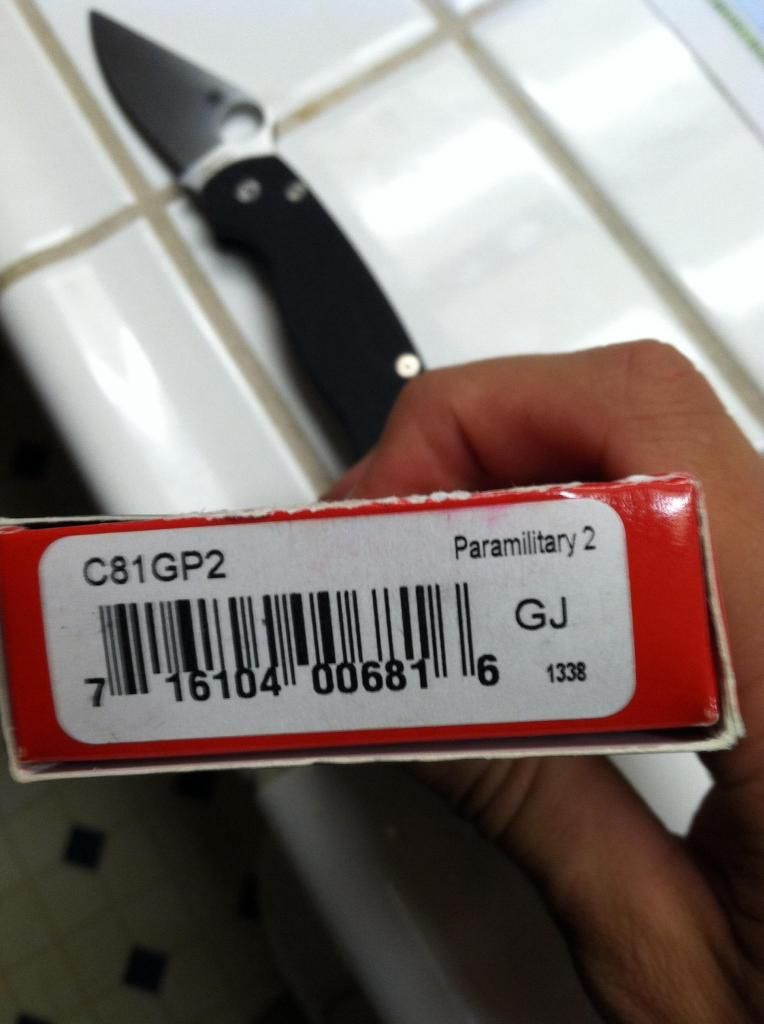 C81GP2 Paramilitary 2
GJ
7 16104 00681 6 1338